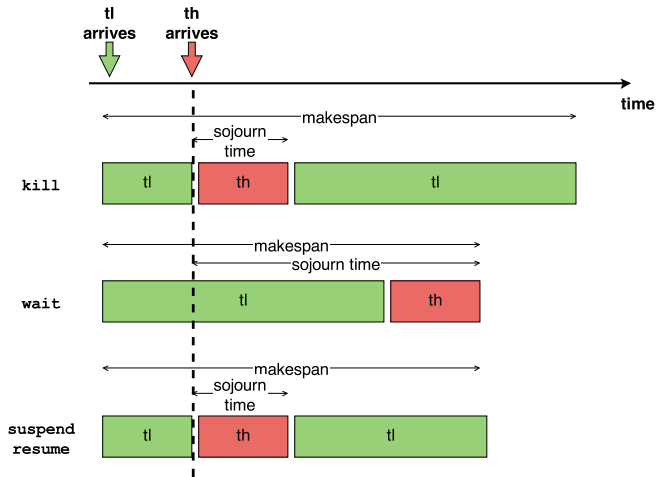 tl
arrives
th
arrives
time
makespan
sojourn
time
kill
tl
th
tl
makespan
sojourn time
wait
tl
th
makespan
sojourn
time
suspend
resume
tl
th
tl